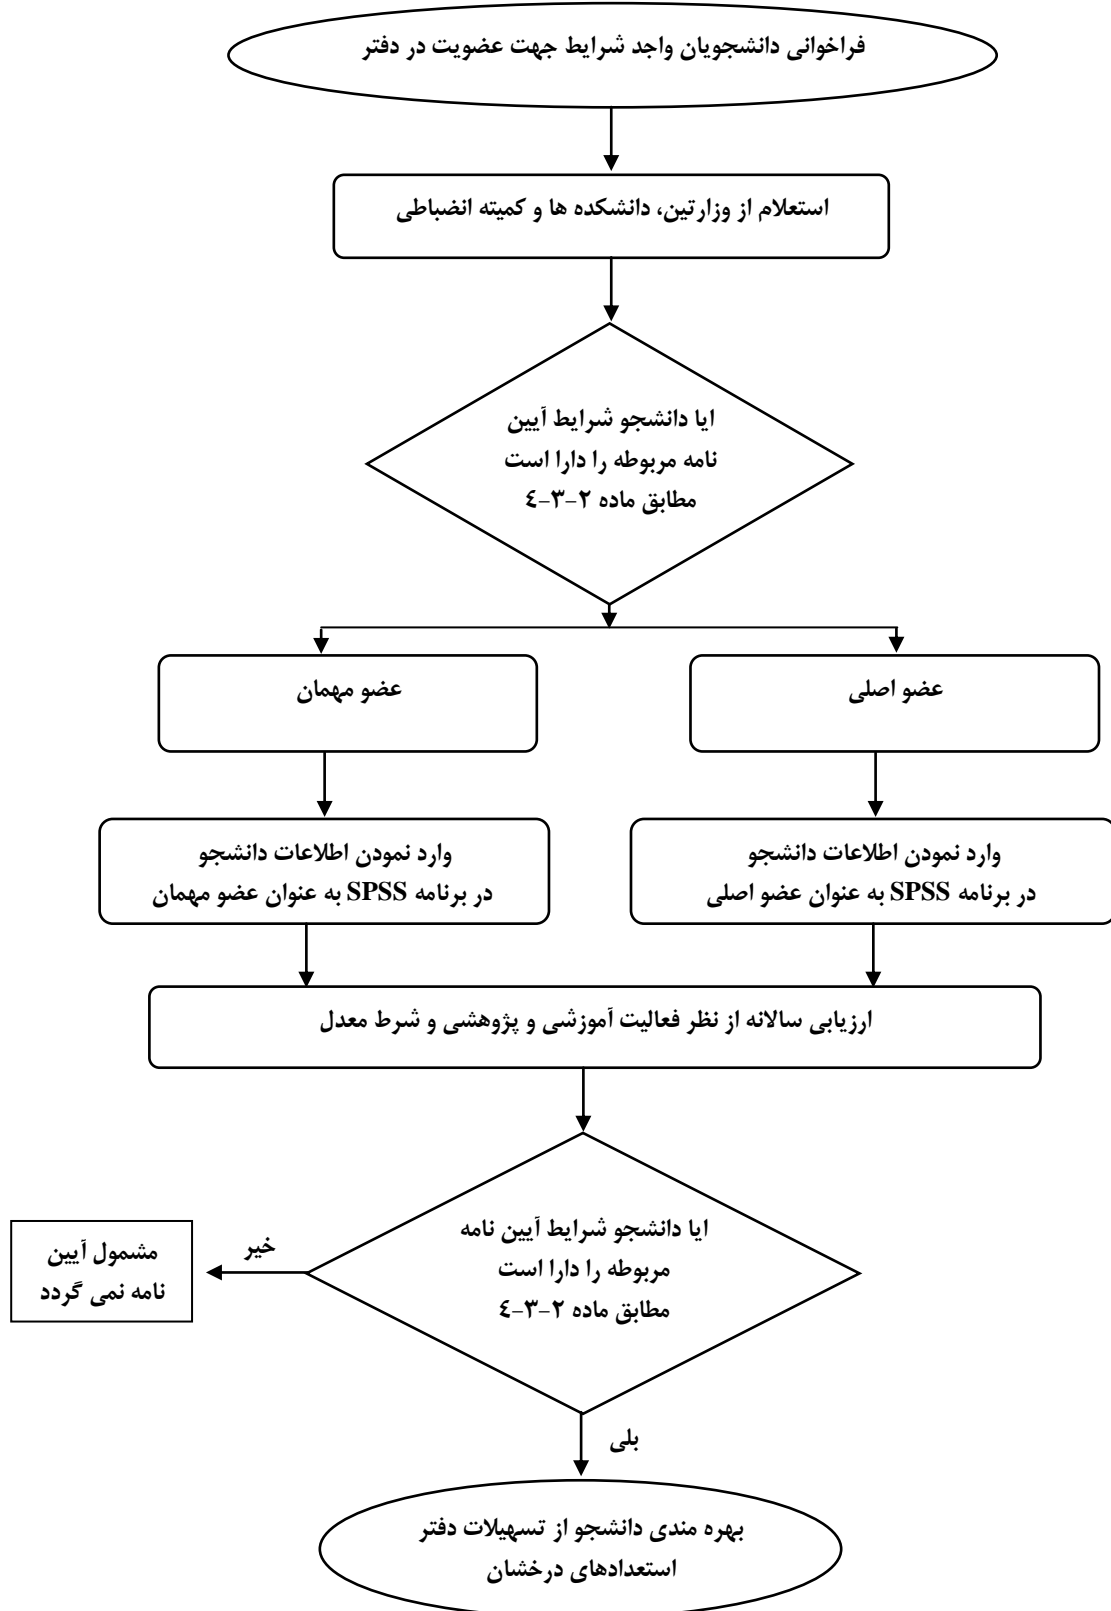 فراخوانی دانشجویان واجد شرایط جهت عضویت در دفتر
استعلام از وزارتین، دانشکده ها و کمیته انضباطی
ایا دانشجو شرایط آیین
نامه مربوطه را دارا است
مطابق ماده ۲-۳-٤
عضو اصلی
عضو مهمان
وارد نمودن اطلاعات دانشجو
در برنامه SPSS به عنوان عضو اصلی
وارد نمودن اطلاعات دانشجو
در برنامه SPSS به عنوان عضو مهمان
ارزیابی سالانه از نظر فعالیت آموزشی و پژوهشی و شرط معدل
ایا دانشجو شرایط آیین نامه
مربوطه را دارا است
مطابق ماده ۲-۳-٤
خیر
مشمول آیین
نامه نمی گردد
بلی
بهره مندی دانشجو از تسهیلات دفتر
استعدادهای درخشان